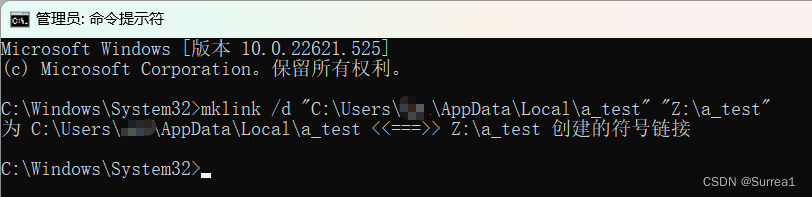 管理员: 命令提示符
Microsoft Windows [版本 10.0.22621.525]
(c) Microsoft Corporation。保留所有权利。
C:\Windows\System32>mklink /d "C:\Users\ \AppData\Local\a_test" "Z:\a_test"
为 C:\Users\ \AppData\Local\a_test <<===>> Z:\a_test 创建的符号链接
C:\Windows\System32>
CSDN @Surrea1